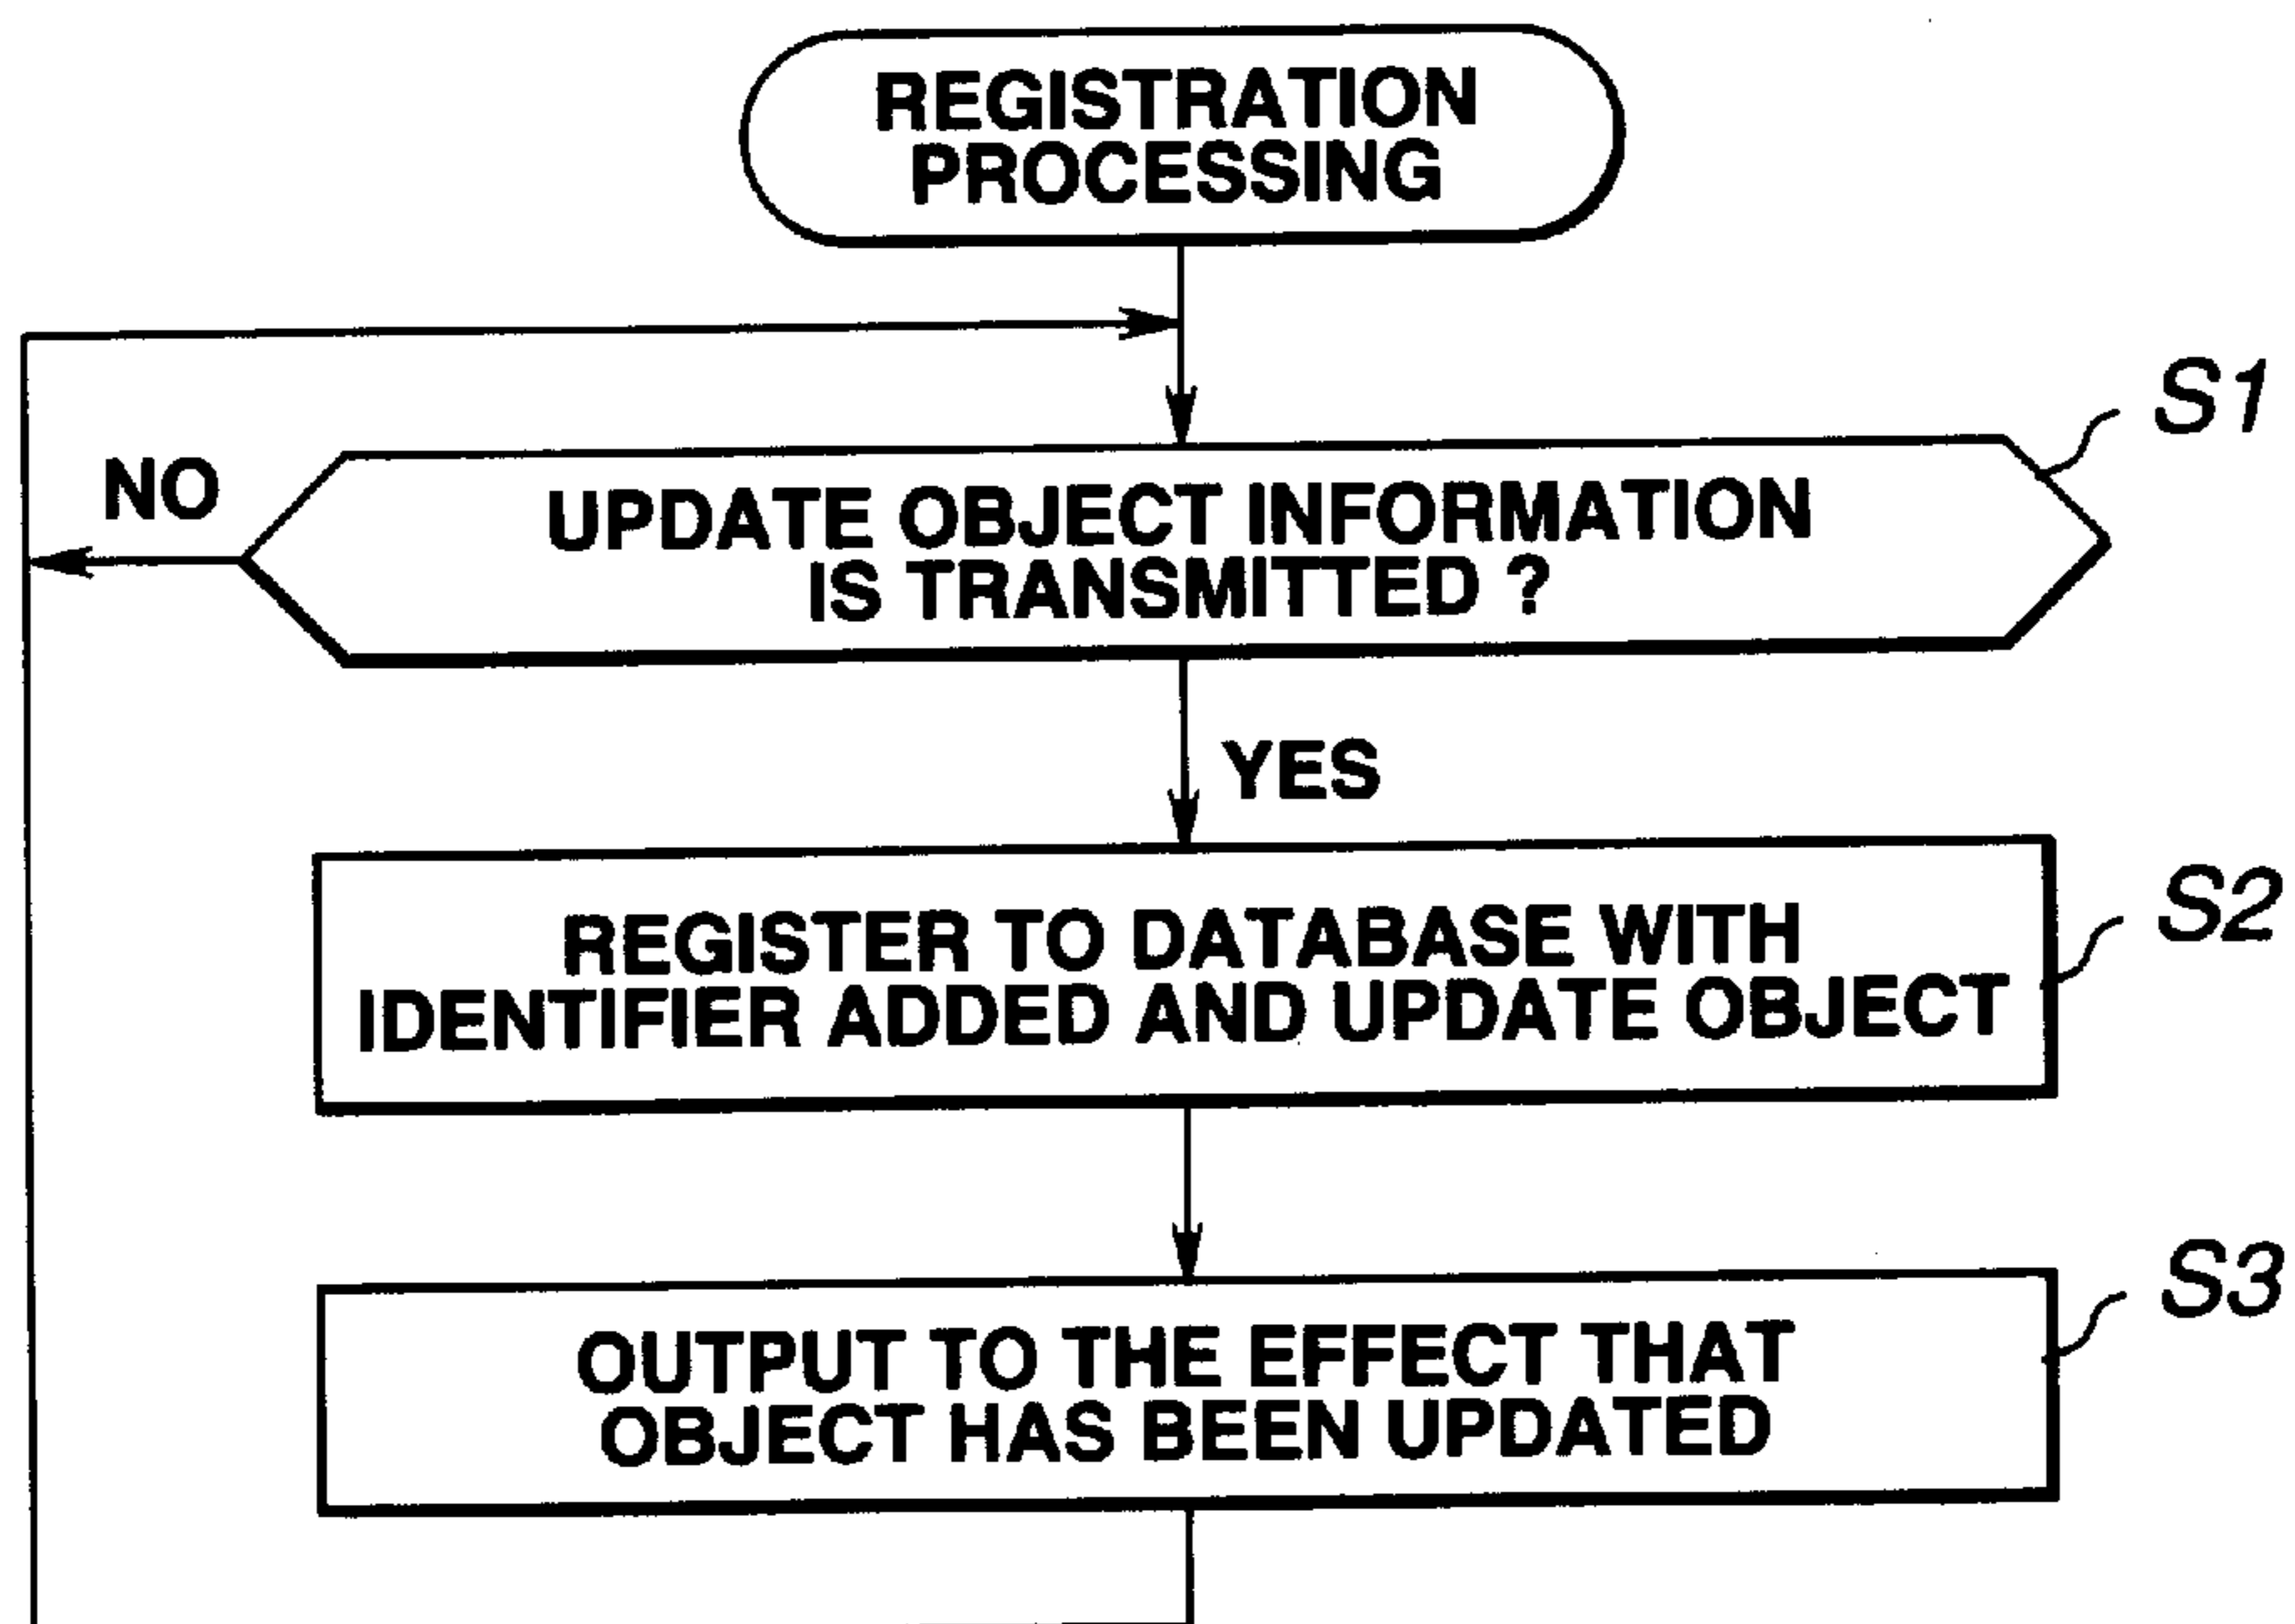 REGISTRATION
PROCESSING
S1
NO
UPDATE OBJECT INFORMATION
IS TRANSMITTED ?
YES
S2
REGISTER TO DATABASE WITH
IDENTIFIER ADDED AND UPDATE OBJECT
S3
OUTPUT TO THE EFFECT THAT
OBJECT HAS BEEN UPDATED